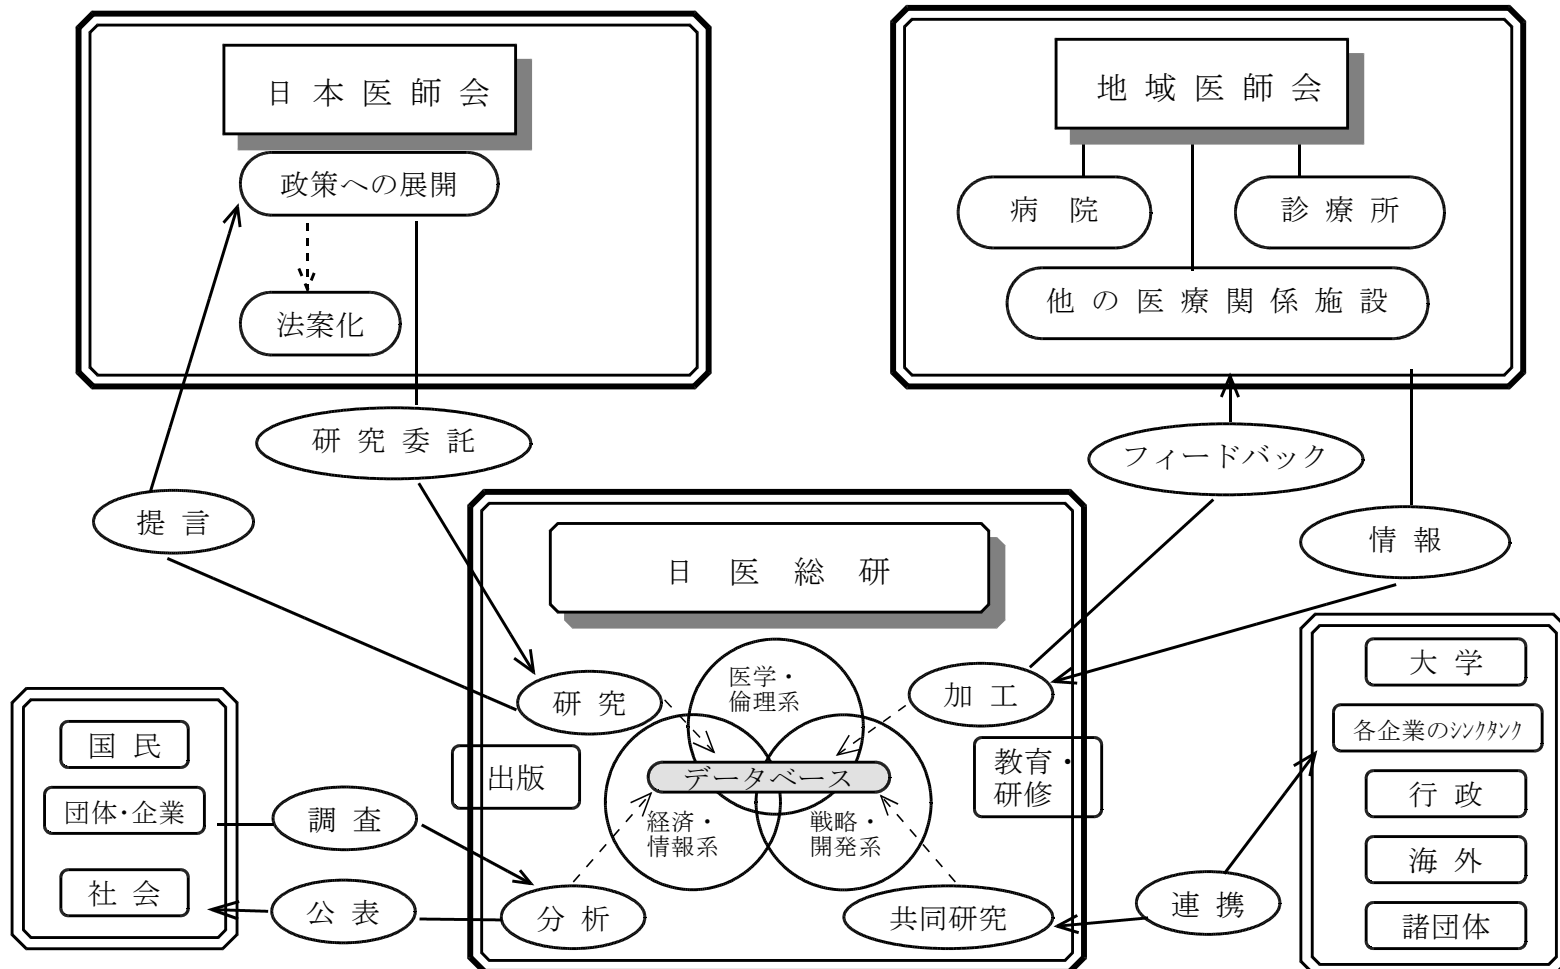 日本医師会
政策への展開
法案化
地域医師会
病院
診療所
他の医療関係施設
研究委託
提言
フィードバック
情報
日医総研
研究
加工
医学・
倫理系
データベース
経済・
情報系
戦略・
開発系
出版
教育・
研修
分析
共同研究
国民
団体・企業
社会
調査
公表
連携
大学
各企業のｼﾝｸﾀﾝｸ
行政
海外
諸団体